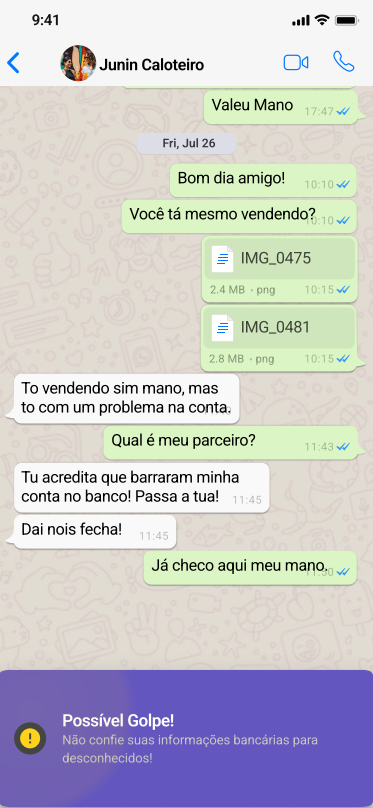 9:41
Junin Caloteiro
Valeu Mano
17:47
Fri, Jul 26
Bom dia amigo!
10:10
Você tá mesmo vendendo?
10:10
IMG_0475
2.4 MB • png
10:15
IMG_0481
2.8 MB • png
10:15
To vendendo sim mano, mas
to com um problema na conta.
Qual é meu parceiro?
11:43
Tu acredita que barraram minha
conta no banco! Passa a tua!
11:45
Dai nois fecha!
11:45
Já checo aqui meu mano.
11:50
Possível Golpe!
Não confie suas informações bancárias para
desconhecidos!